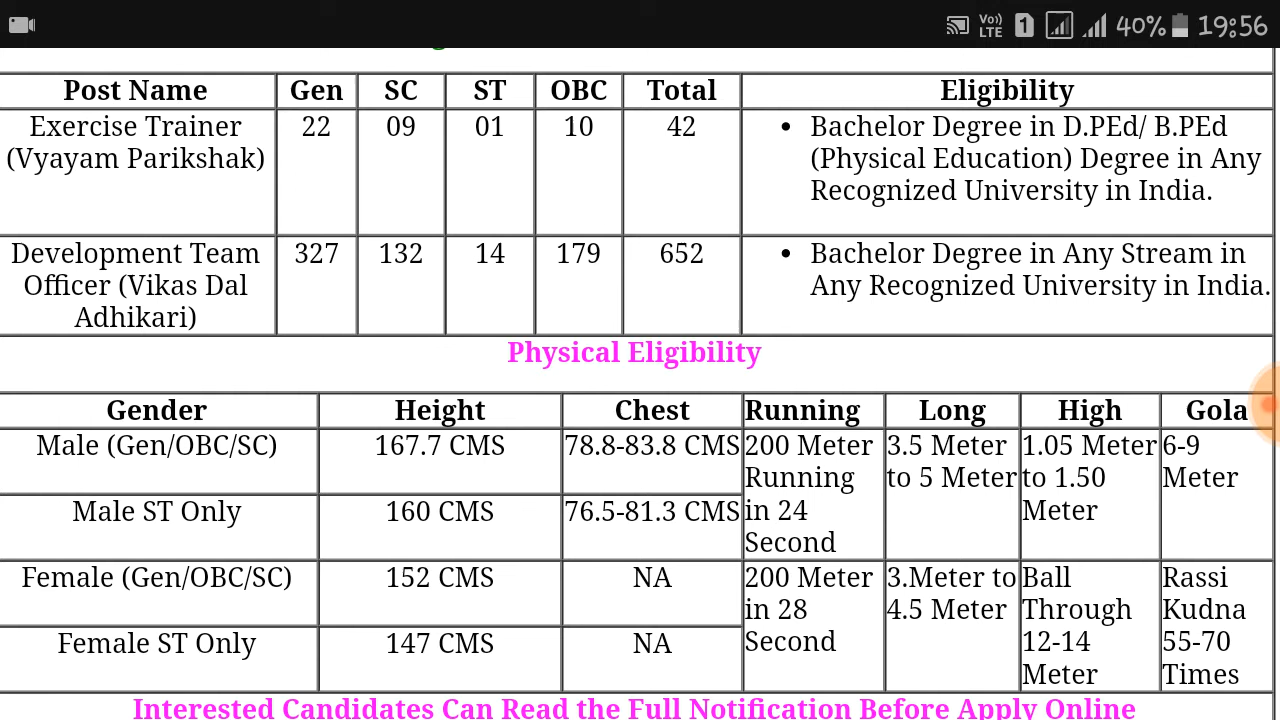 Vo)) LTE 1 40% 19:56
Post Name Gen SC ST OBC Total Eligibility
Exercise Trainer (Vyayam Parikshak) 22 09 01 10 42 • Bachelor Degree in D.PEd/ B.PEd (Physical Education) Degree in Any Recognized University in India.
Development Team Officer (Vikas Dal Adhikari) 327 132 14 179 652 • Bachelor Degree in Any Stream in Any Recognized University in India.
Physical Eligibility
Gender Height Chest Running Long High Gola
Male (Gen/OBC/SC) 167.7 CMS 78.8-83.8 CMS 200 Meter Running in 24 Second 3.5 Meter to 5 Meter 1.05 Meter to 1.50 Meter 6-9 Meter
Male ST Only 160 CMS 76.5-81.3 CMS
Female (Gen/OBC/SC) 152 CMS NA 200 Meter in 28 Second 3.Meter to 4.5 Meter Ball Through 12-14 Meter Rassi Kudna 55-70 Times
Female ST Only 147 CMS NA
Interested Candidates Can Read the Full Notification Before Apply Online